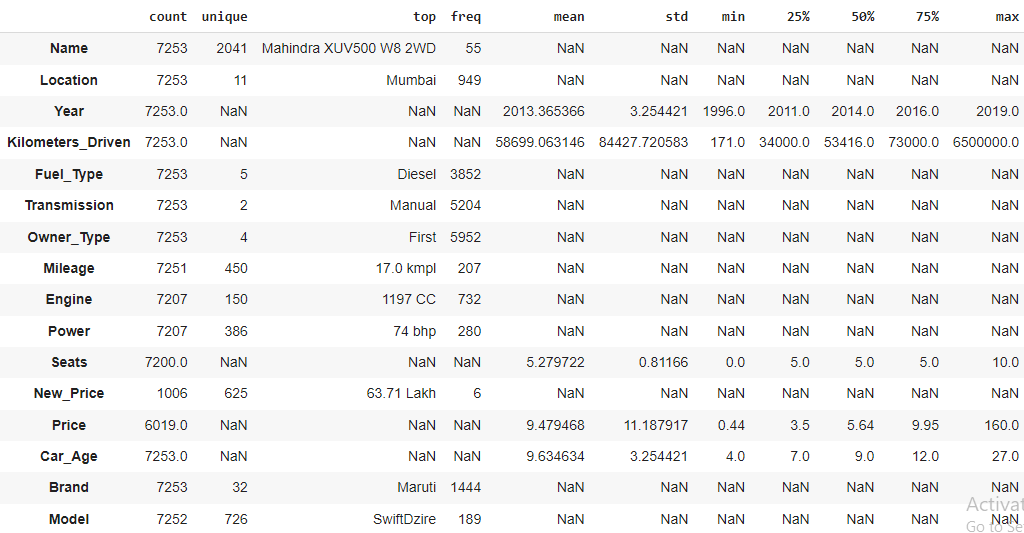 count unique top freq mean std min 25% 50% 75% max
Name 7253 2041 Mahindra XUV500 W8 2WD 55 NaN NaN NaN NaN NaN NaN NaN
Location 7253 11 Mumbai 949 NaN NaN NaN NaN NaN NaN NaN
Year 7253.0 NaN NaN NaN 2013.365366 3.254421 1996.0 2011.0 2014.0 2016.0 2019.0
Kilometers_Driven 7253.0 NaN NaN NaN 58699.063146 84427.720583 171.0 34000.0 53416.0 73000.0 6500000.0
Fuel_Type 7253 5 Diesel 3852 NaN NaN NaN NaN NaN NaN NaN
Transmission 7253 2 Manual 5204 NaN NaN NaN NaN NaN NaN NaN
Owner_Type 7253 4 First 5952 NaN NaN NaN NaN NaN NaN NaN
Mileage 7251 450 17.0 kmpl 207 NaN NaN NaN NaN NaN NaN NaN
Engine 7207 150 1197 CC 732 NaN NaN NaN NaN NaN NaN NaN
Power 7207 386 74 bhp 280 NaN NaN NaN NaN NaN NaN NaN
Seats 7200.0 NaN NaN NaN 5.279722 0.81166 0.0 5.0 5.0 5.0 10.0
New_Price 1006 625 63.71 Lakh 6 NaN NaN NaN NaN NaN NaN NaN
Price 6019.0 NaN NaN NaN 9.479468 11.187917 0.44 3.5 5.64 9.95 160.0
Car_Age 7253.0 NaN NaN NaN 9.634634 3.254421 4.0 7.0 9.0 12.0 27.0
Brand 7253 32 Maruti 1444 NaN NaN NaN NaN NaN NaN NaN
Model 7252 726 SwiftDzire 189 NaN NaN NaN NaN NaN NaN NaN
Activat
Go to Se